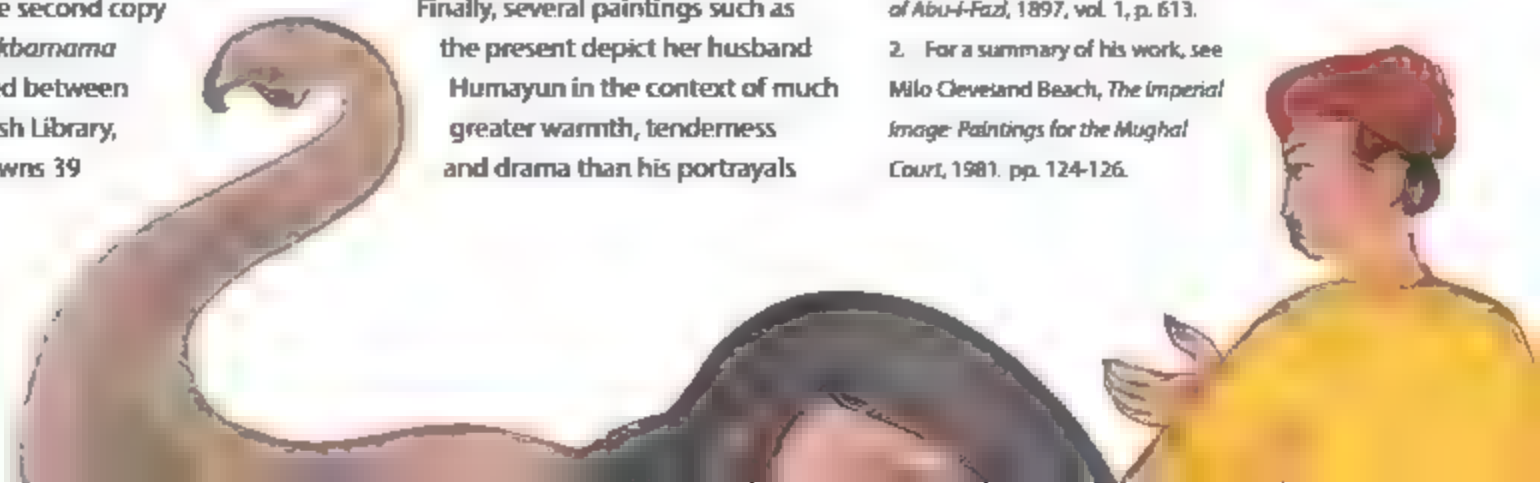 e second copy
kbarnama
ed between
sh Library,
wns 39
Finally, several paintings such as
the present depict her husband
Humayun in the context of much
greater warmth, tenderness
and drama than his portrayals
of Abu-l-Fazl, 1897, vol. 1, p. 613.
2. For a summary of his work, see
Milo Cleveland Beach, The Imperial
Image: Paintings for the Mughal
Court, 1981. pp. 124-126.